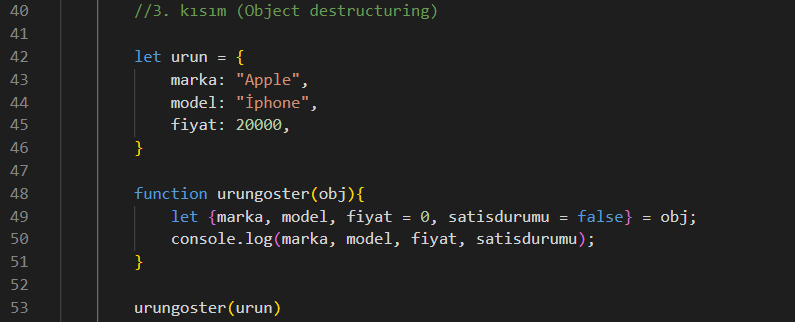 40 //3. kısım (Object destructuring)
41
42 let urun = {
43 marka: "Apple",
44 model: "İphone",
45 fiyat: 20000,
46 }
47
48 function urungoster(obj){
49 let {marka, model, fiyat = 0, satisdurumu = false} = obj;
50 console.log(marka, model, fiyat, satisdurumu);
51 }
52
53 urungoster(urun)